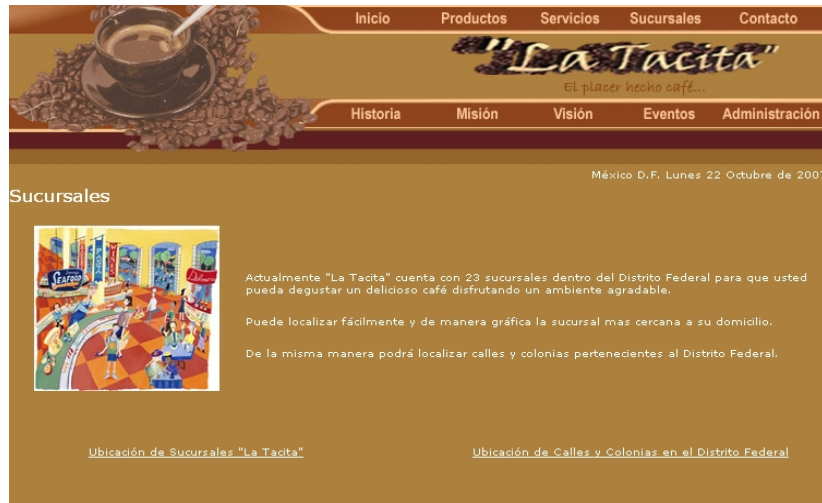 Inicio Productos Servicios Sucursales Contacto
"La Tacita"
El placer hecho café...
Historia Misión Visión Eventos Administración
México D.F. Lunes 22 Octubre de 2007
Sucursales
SEAFOOD
PASTA
Actualmente "La Tacita" cuenta con 23 sucursales dentro del Distrito Federal para que usted
pueda degustar un delicioso café disfrutando un ambiente agradable.
Puede localizar fácilmente y de manera gráfica la sucursal mas cercana a su domicilio.
De la misma manera podrá localizar calles y colonias pertenecientes al Distrito Federal.
Ubicación de Sucursales "La Tacita"
Ubicación de Calles y Colonias en el Distrito Federal